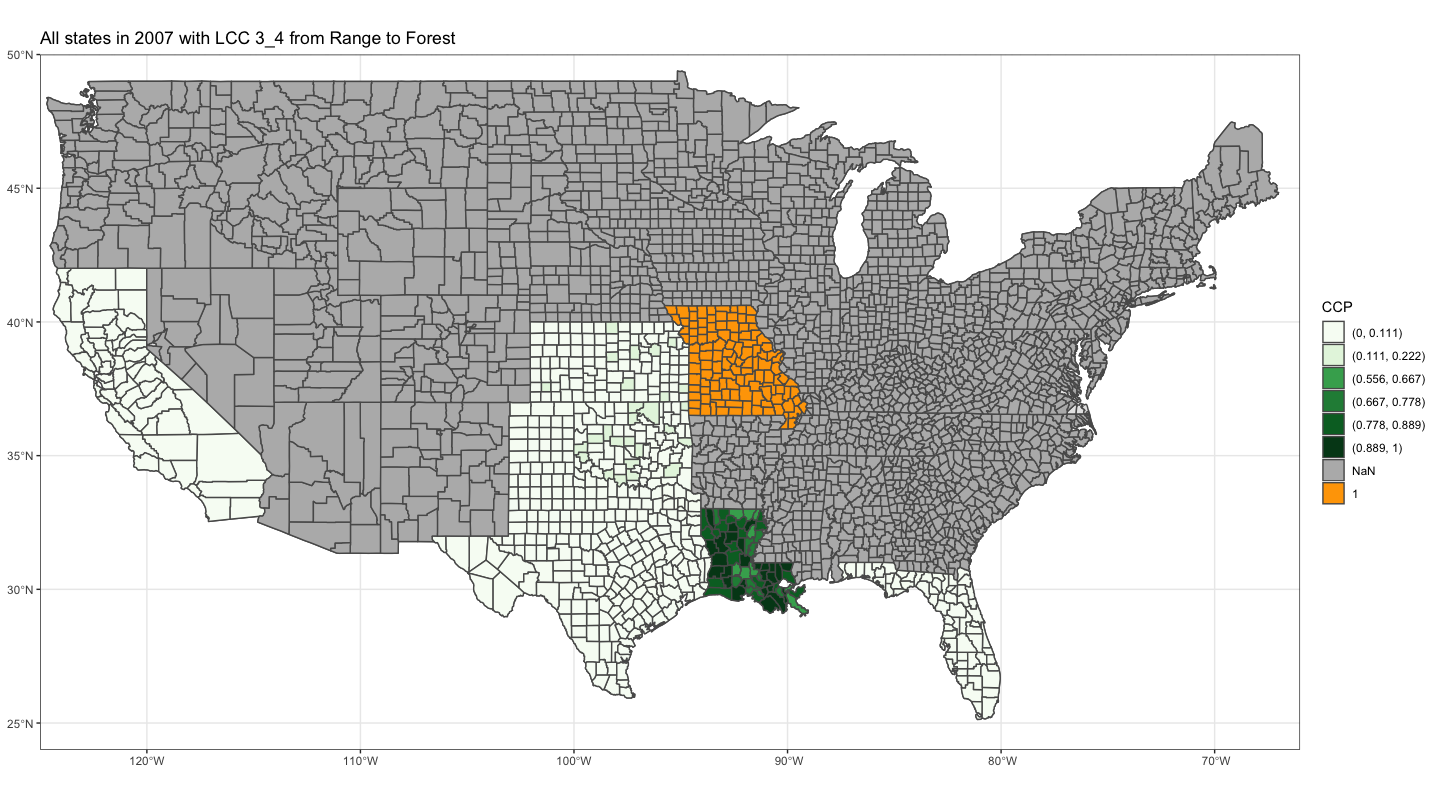 All states in 2007 with LCC 3_4 from Range to Forest
50°N
45°N
40°N
35°N
30°N
25°N
120°W
110°W
100°W
90°W
80°W
70°W
CCP
(0, 0.111)
(0.111, 0.222)
(0.556, 0.667)
(0.667, 0.778)
(0.778, 0.889)
(0.889, 1)
NaN
1